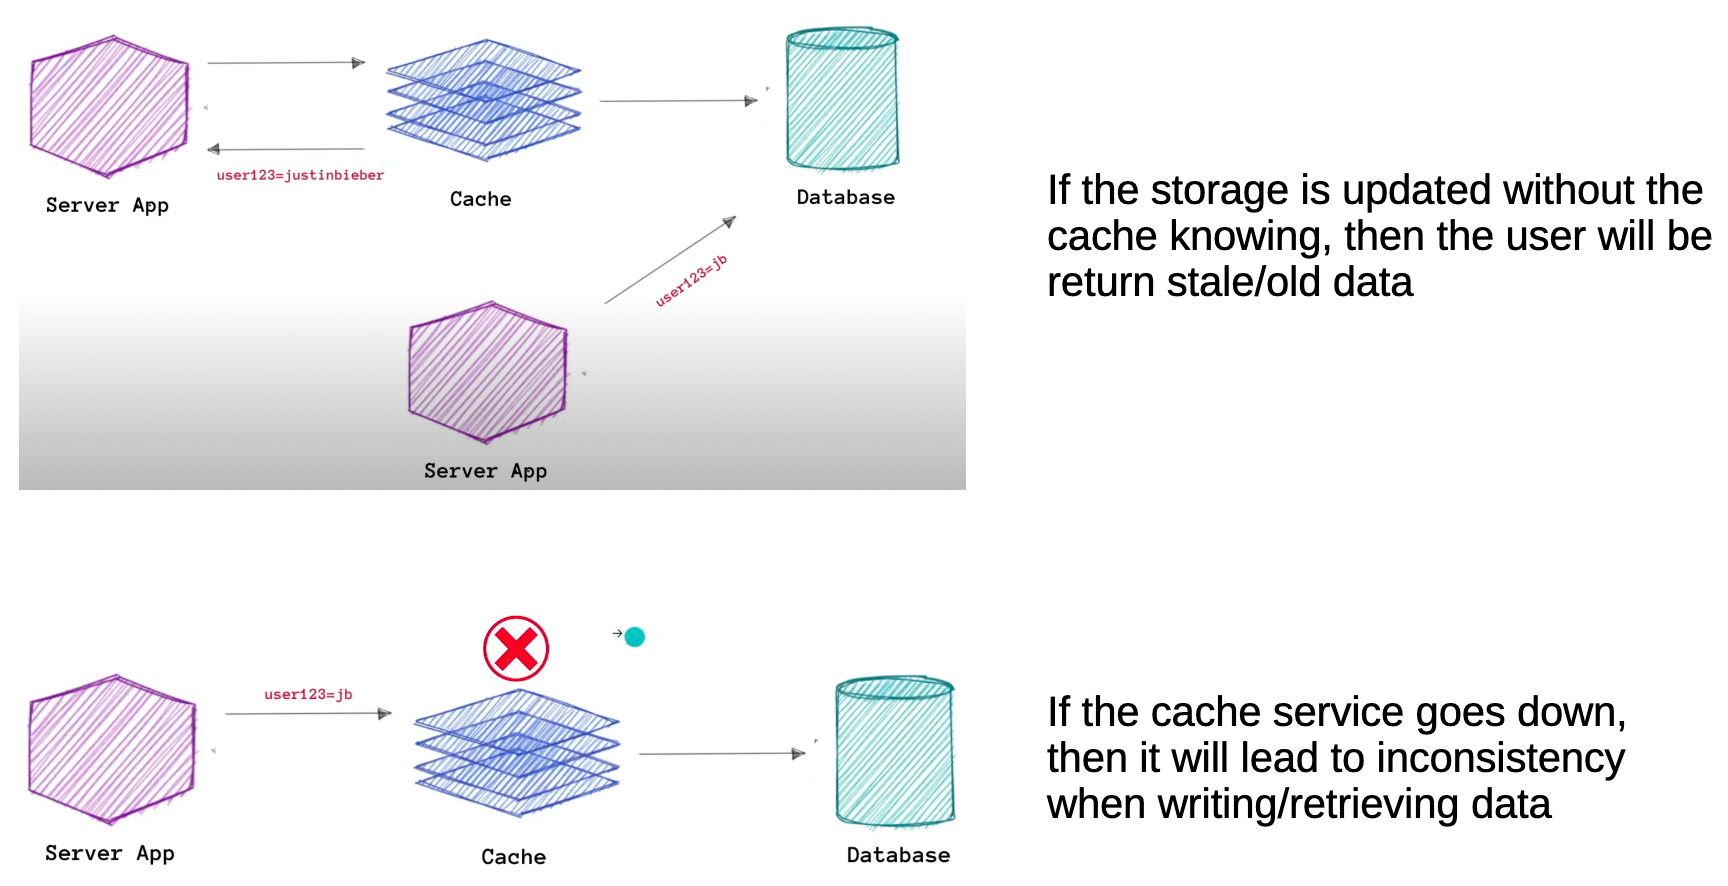 user123=justinbieber
Server App
Cache
Database
user123=jb
Server App
If the storage is updated without the
cache knowing, then the user will be
return stale/old data
user123=jb
Server App
Cache
Database
If the cache service goes down,
then it will lead to inconsistency
when writing/retrieving data